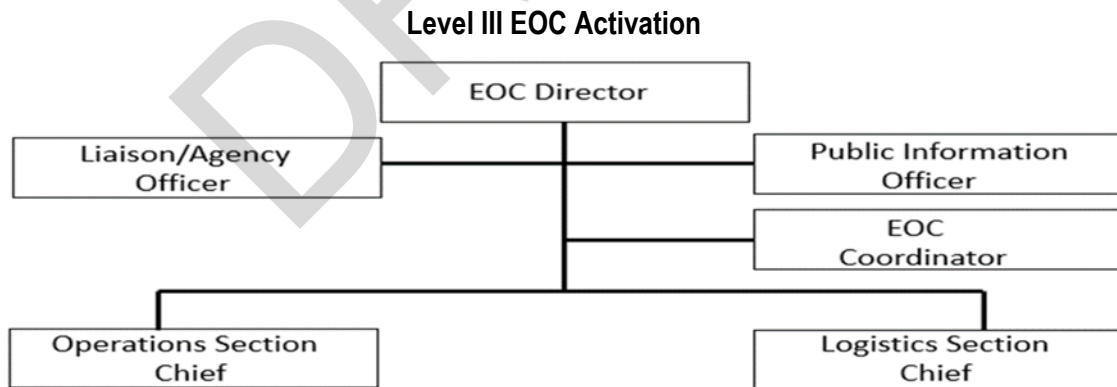 Level III EOC Activation
EOC Director
Liaison/Agency
Officer
Public Information
Officer
EOC
Coordinator
Operations Section
Chief
Logistics Section
Chief